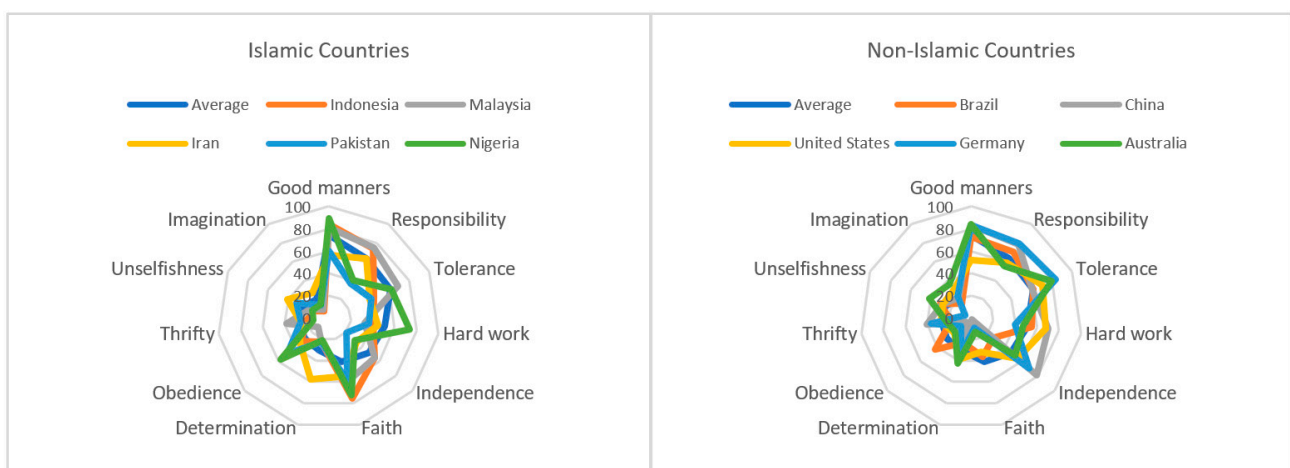 Islamic Countries
Average Indonesia Malaysia
Iran Pakistan Nigeria
Good manners
100
Imagination
Responsibility
80
60
Unselfishness
Tolerance
40
20
0
Thrifty
Hard work
Obedience
Independence
Determination
Faith
Non-Islamic Countries
Average Brazil China
United States Germany Australia
Good manners
100
Imagination
Responsibility
80
60
Unselfishness
Tolerance
40
20
0
Thrifty
Hard work
Obedience
Independence
Determination
Faith